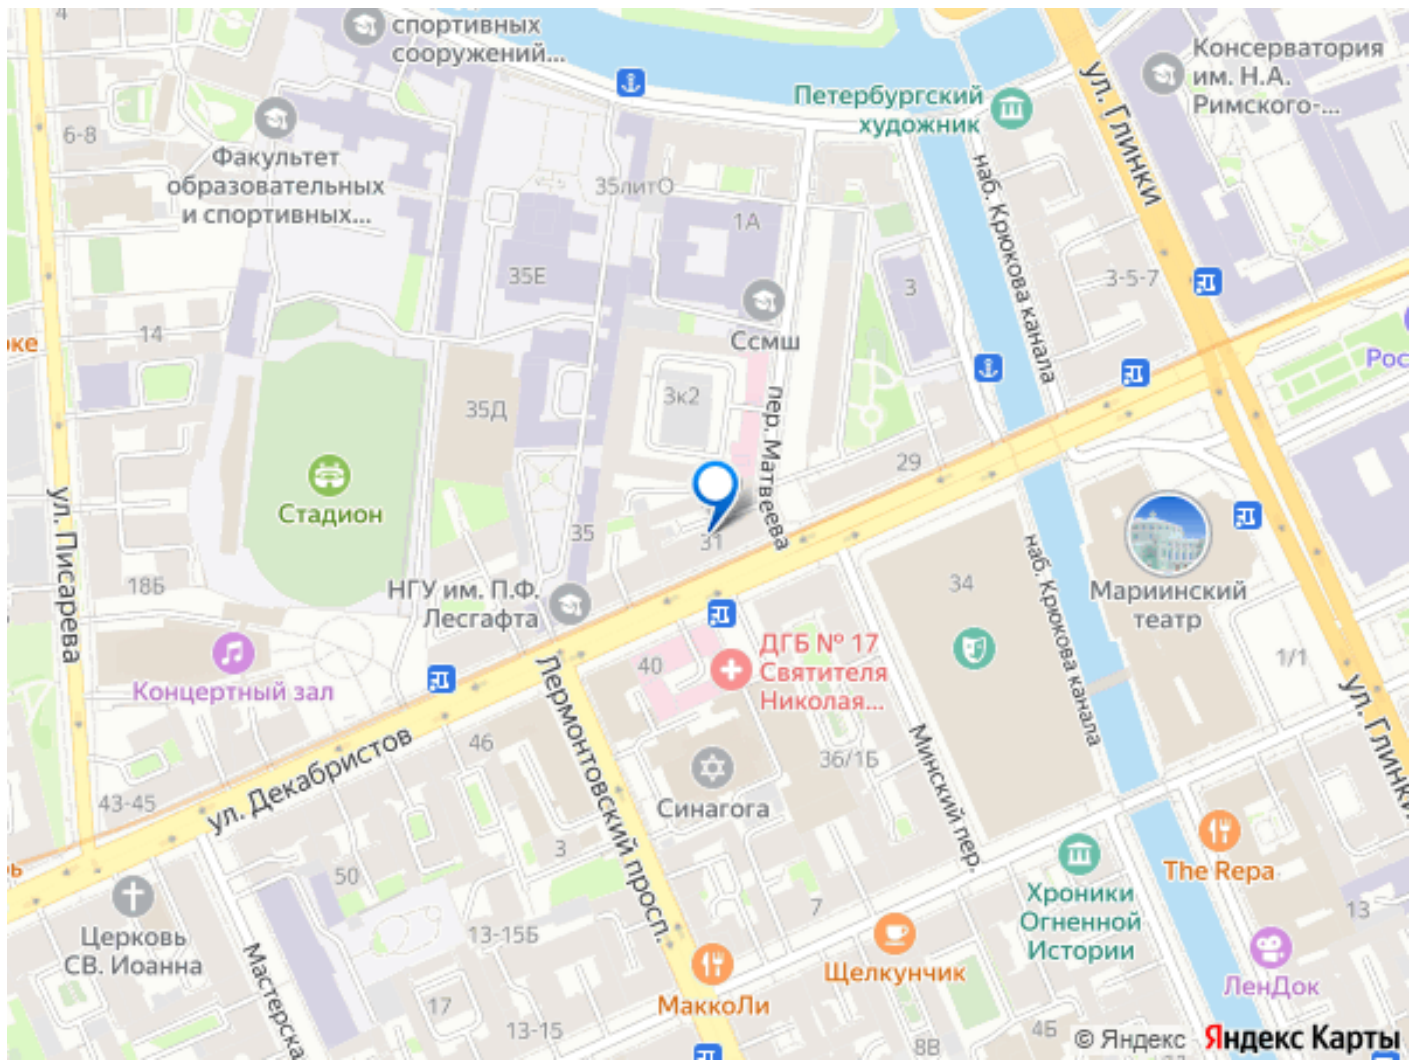 4
спортивных
сооружений...
Консерватория
им. Н.А.
Римского-...
ул. Глинки
Петербургский
художник
6-8
Факультет
образовательных
и спортивных...
наб. Крюкова канала
35литО
1А
35Е
3
3-5-7
Ссмш
14
рке
Рос
3к2
35Д
пер. Матвеева
29
ул. Писарева
Стадион
35
31
НГУ им. П.Ф.
Лесгафта
18Б
34
наб. Крюкова канала
Мариинский
театр
Концертный зал
40
ДГБ № 17
Святителя
Николая...
1/1
ул. Глинки
Лермонтовский просп.
46
ул. Декабристов
Минский пер.
36/1Б
43-45
Синагога
3
50
The Repa
Хроники
Огненной
Истории
7
13
Церковь
СВ. Иоанна
13-15Б
Щелкунчик
ЛенДок
Мастерска
17
МаккоЛи
13-15
8В
4Б
© Яндекс Яндекс Карты